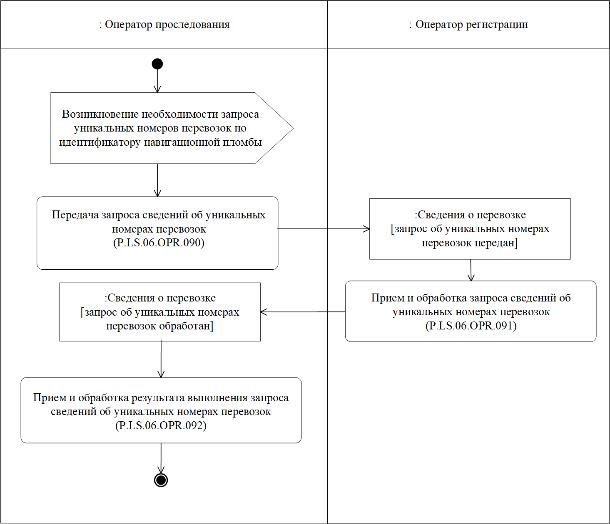 : Оператор проследования
: Оператор регистрации
Возникновение необходимости запроса
уникальных номеров перевозок по
идентификатору навигационной пломбы
Передача запроса сведений об уникальных
номерах перевозок
(P.LS.06.OPR.090)
:Сведения о перевозке
[запрос об уникальных номерах
перевозок передан]
Прием и обработка запроса сведений об
уникальных номерах перевозок
(P.LS.06.OPR.091)
:Сведения о перевозке
[запрос об уникальных номерах
перевозок обработан]
Прием и обработка результата выполнения запроса
сведений об уникальных номерах перевозок
(P.LS.06.OPR.092)